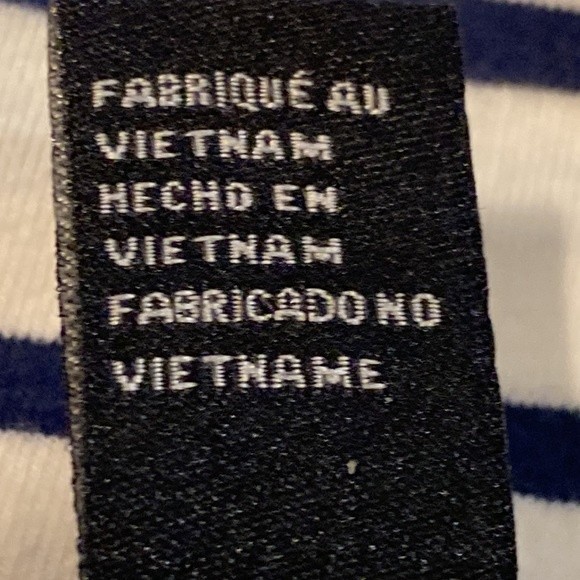 FABRIQUÉ AU
VIETNAM
HECHO EN
VIETNAM
FABRICADO NO
VIETNAME